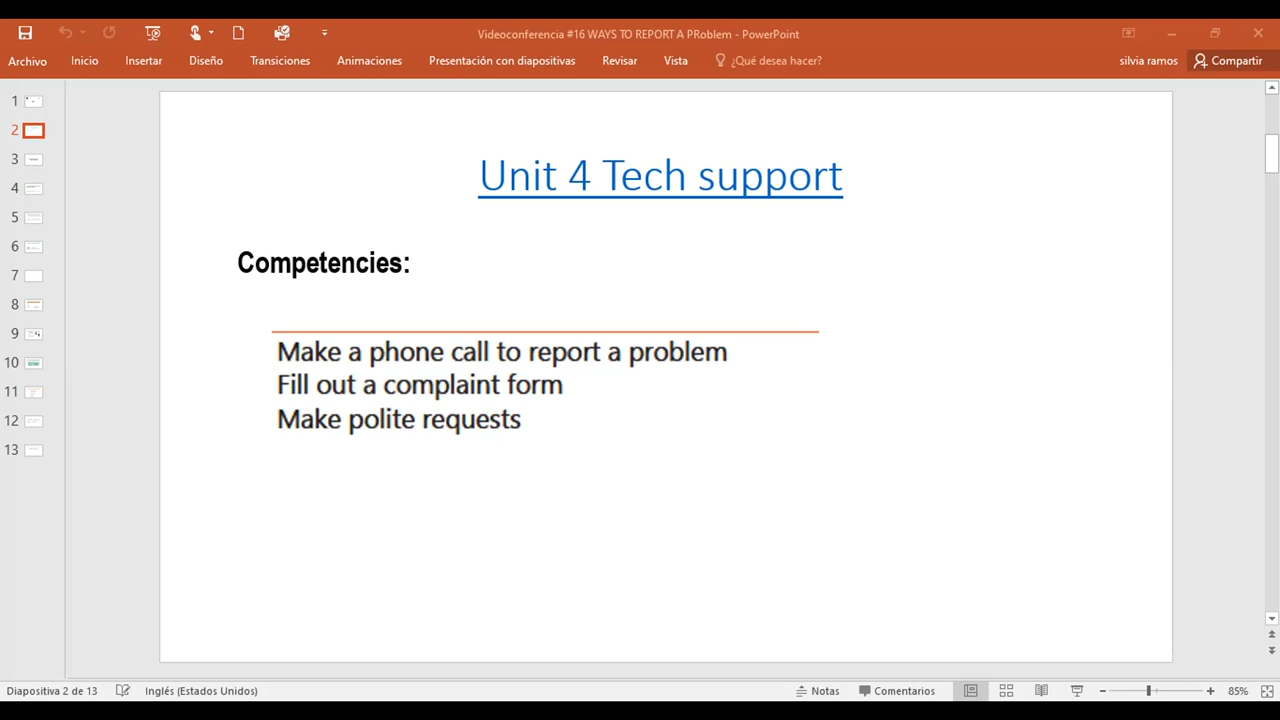 Videoconferencia #16 WAYS TO REPORT A PRoblem - PowerPoint
Archivo Inicio Insertar Diseño Transiciones Animaciones Presentación con diapositivas Revisar Vista ¿Qué desea hacer? silvia ramos Compartir
1
2
3
4
5
6
7
8
9
10
11
12
13
Unit 4 Tech support
Competencies:
Make a phone call to report a problem
Fill out a complaint form
Make polite requests
Diapositiva 2 de 13 Inglés (Estados Unidos) Notas Comentarios 85%